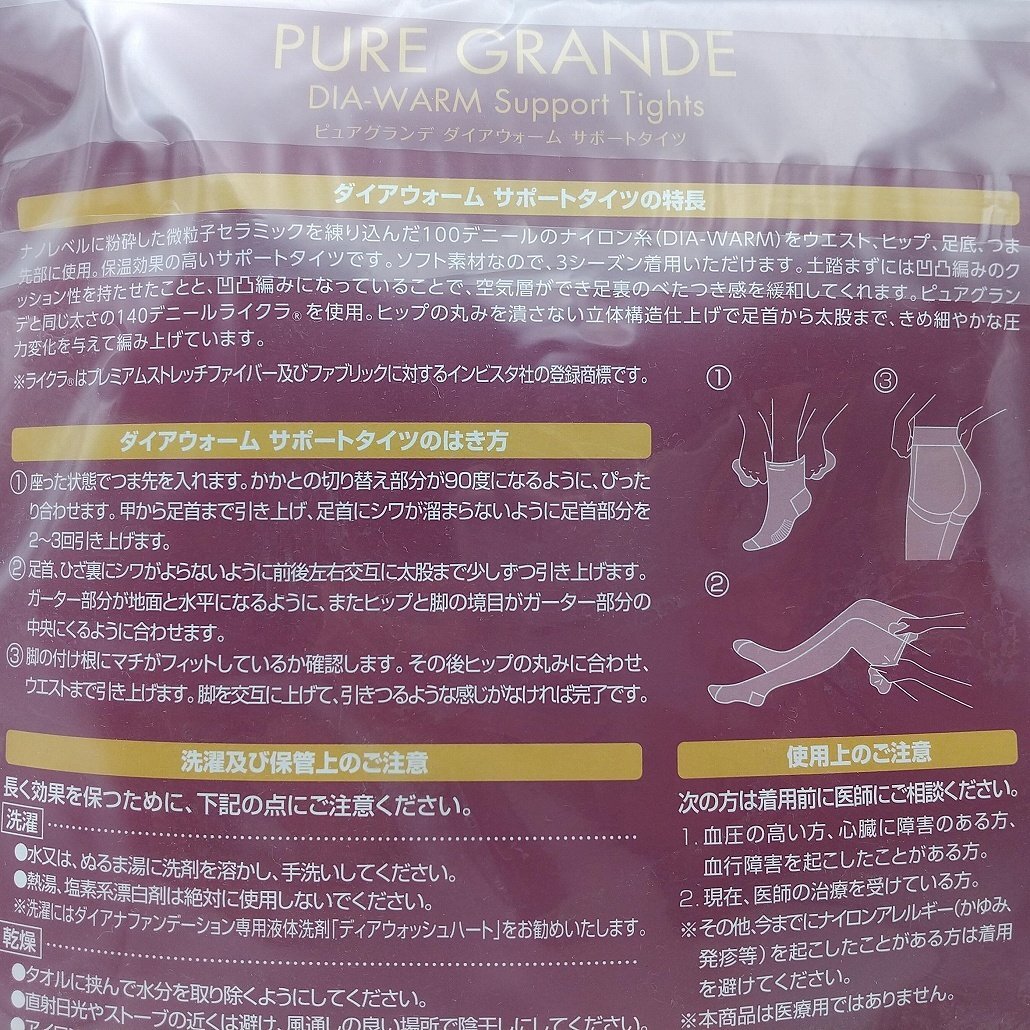 PURE GRANDE
DIA-WARM Support Tights
ピュアグランデ ダイアウォーム サポートタイツ
ダイアウォーム サポートタイツの特長
ナノレベルに粉砕した微粒子セラミックを練り込んだ100デニールのナイロン糸(DIA-WARM)をウエスト、ヒップ、足底、つま
先部に使用。保温効果の高いサポートタイツです。ソフト素材なので、3シーズン着用いただけます。土踏まずには凹凸編みのク
ッション性を持たせたことと、凹凸編みになっていることで、空気層ができ足裏のべたつき感を緩和してくれます。ピュアグラン
デと同じ太さの140デニールライクラ®を使用。ヒップの丸みを潰さない立体構造仕上げで足首から太股まで、きめ細やかな圧
力変化を与えて編み上げています。
※ライクラ®はプレミアムストレッチファイバー及びファブリックに対するインビスタ社の登録商標です。
ダイアウォーム サポートタイツのはき方
①座った状態でつま先を入れます。かかとの切り替え部分が90度になるように、ぴった
り合わせます。甲から足首まで引き上げ、足首にシワが溜まらないように足首部分を
2〜3回引き上げます。
②足首、ひざ裏にシワがよらないように前後左右交互に太股まで少しずつ引き上げます。
ガーター部分が地面と水平になるように、またヒップと脚の境目がガーター部分の
中央にくるように合わせます。
③脚の付け根にマチがフィットしているか確認します。その後ヒップの丸みに合わせ、
ウエストまで引き上げます。脚を交互に上げて、引きつるような感じがなければ完了です。
①
③
②
洗濯及び保管上のご注意
長く効果を保つために、下記の点にご注意ください。
洗濯
●水又は、ぬるま湯に洗剤を溶かし、手洗いしてください。
●熱湯、塩素系漂白剤は絶対に使用しないでください。
※洗濯にはダイアナファンデーション専用液体洗剤「ディアウォッシュハート」をお勧めいたします。
乾燥
●タオルに挟んで水分を取り除くようにしてください。
●直射日光やストーブの近くは避け、風通しの良い場所で陰干しにしてください。
使用上のご注意
次の方は着用前に医師にご相談ください。
1. 血圧の高い方、心臓に障害のある方、
血行障害を起こしたことがある方。
2. 現在、医師の治療を受けている方。
※その他、今までにナイロンアレルギー(かゆみ
発疹等)を起こしたことがある方は着用
を避けてください。
※本商品は医療用ではありません。